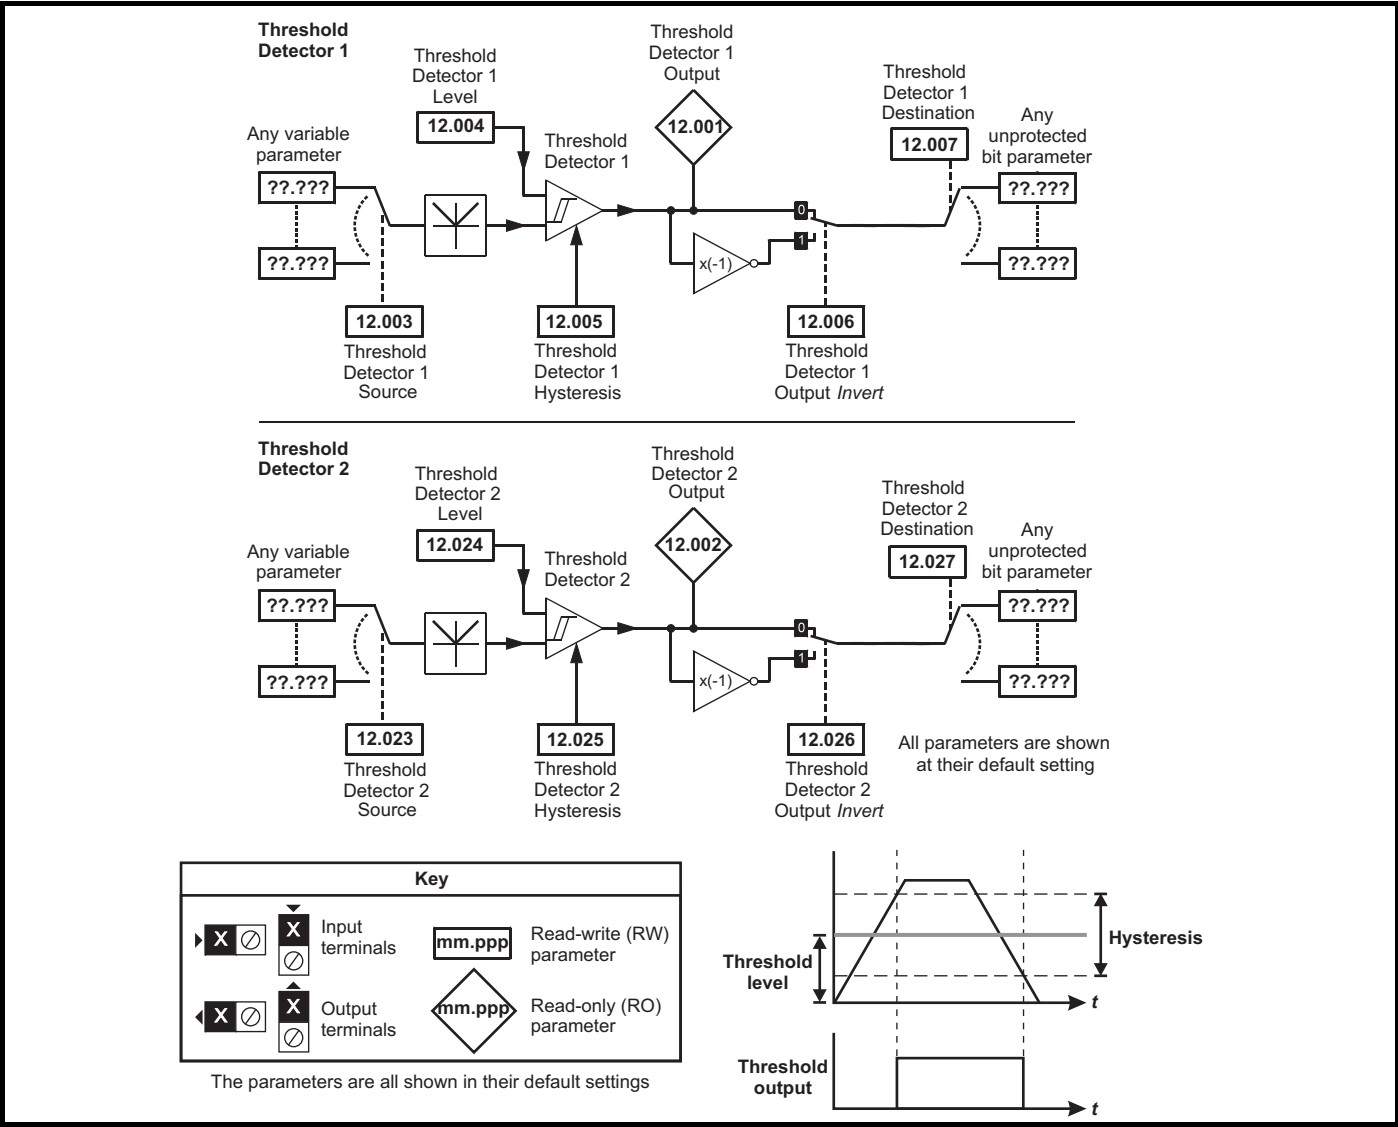 Threshold
Detector 1
Threshold
Detector 1
Level
12.004
Threshold
Detector 1
Output
12.001
Threshold
Detector 1
Destination
12.007
Any variable
parameter
??.???
??.???
Threshold
Detector 1
Any
unprotected
bit parameter
??.???
??.???
0
1
x(-1)
12.003
Threshold
Detector 1
Source
12.005
Threshold
Detector 1
Hysteresis
12.006
Threshold
Detector 1
Output Invert
Threshold
Detector 2
Threshold
Detector 2
Level
12.024
Threshold
Detector 2
Output
12.002
Threshold
Detector 2
Destination
12.027
Any variable
parameter
??.???
??.???
Threshold
Detector 2
Any
unprotected
bit parameter
??.???
??.???
0
1
x(-1)
12.023
Threshold
Detector 2
Source
12.025
Threshold
Detector 2
Hysteresis
12.026
Threshold
Detector 2
Output Invert
All parameters are shown
at their default setting
Key
X
X
Input
terminals
mm.ppp
Read-write (RW)
parameter
X
X
Output
terminals
mm.ppp
Read-only (RO)
parameter
The parameters are all shown in their default settings
Threshold
level
Hysteresis
t
Threshold
output
t